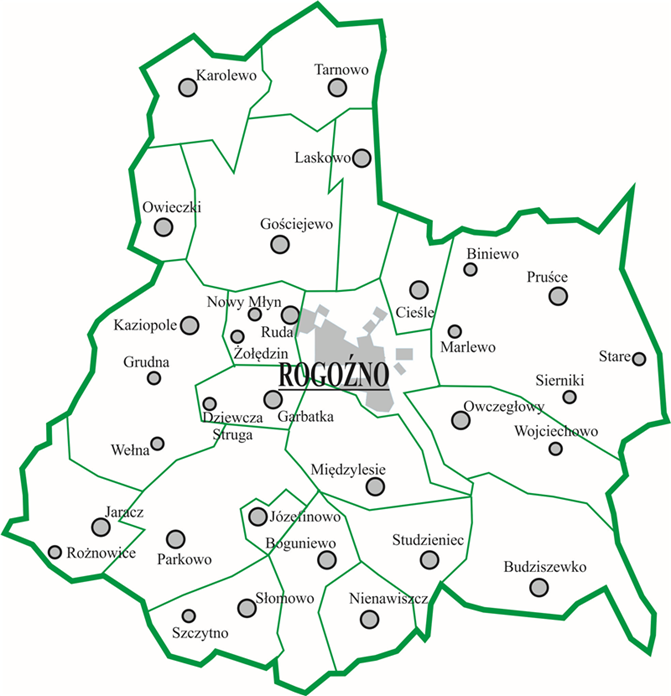 Karolewo
Tarnowo
Laskowo
Owieczki
Gościejewo
Biniewo
Pruśce
Nowy Młyn
Cieśle
Kaziopole
Ruda
Marlewo
Żołędzin
Stare
Grudna
ROGOŹNO
Sierniki
Owczegłowy
Dziewcza
Struga
Garbatka
Wojciechowo
Wełna
Międzylesie
Jaracz
Józefinowo
Rożnowice
Parkowo
Boguniewo
Studzieniec
Budziszewko
Słomowo
Nienawiszcz
Szczytno